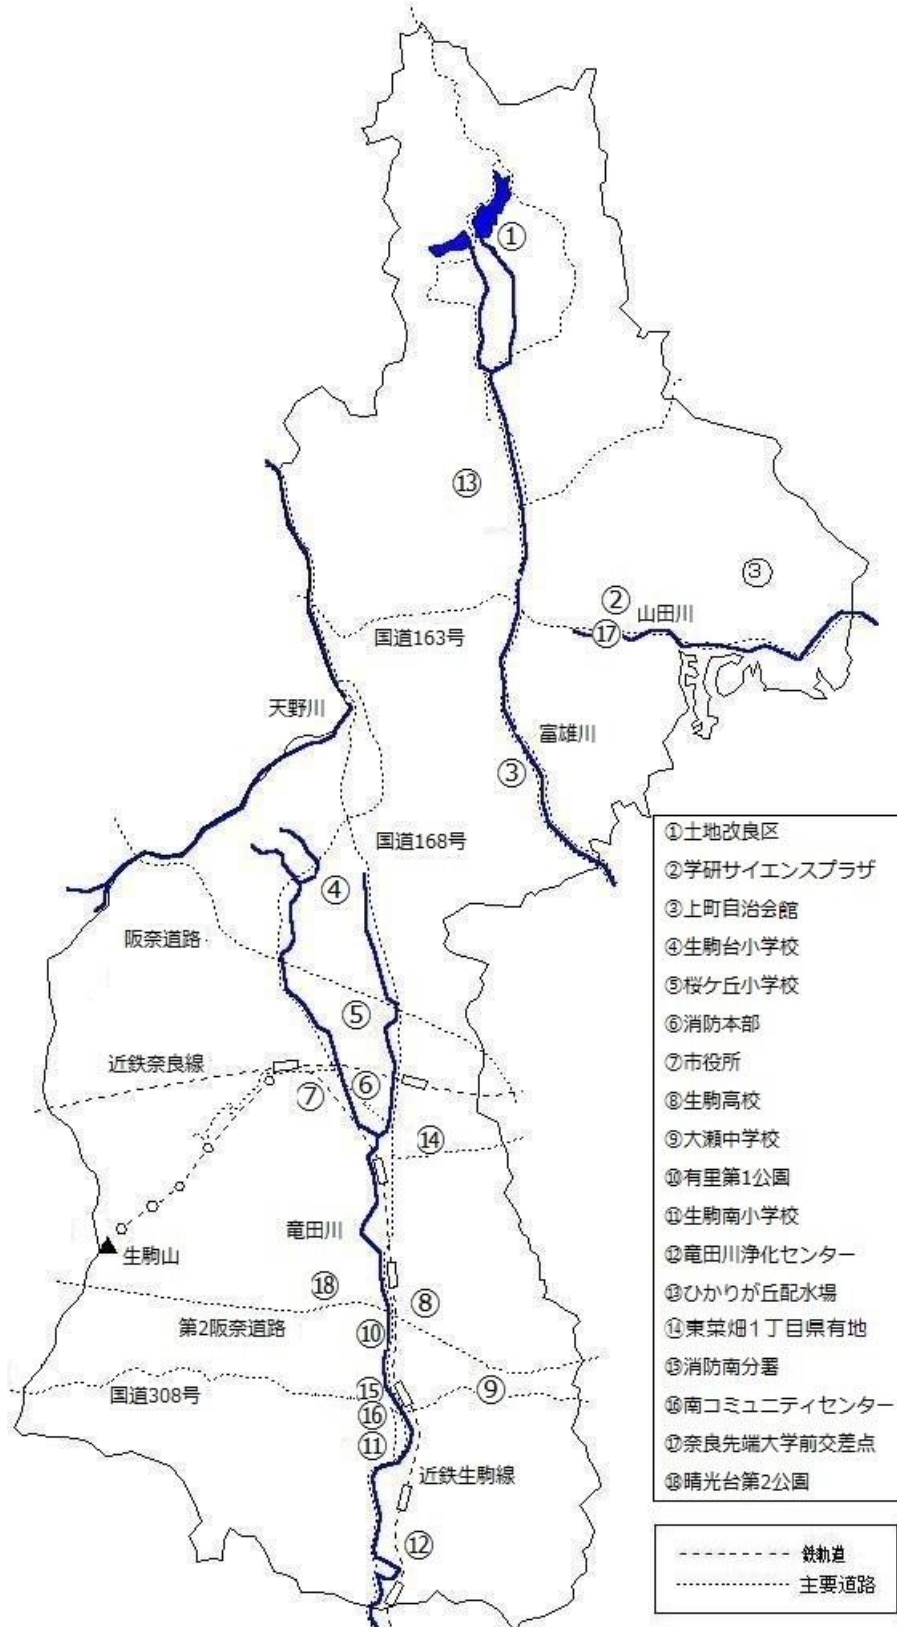 ①
⑬
③
②
山田川
⑰
国道163号
天野川
富雄川
③
国道168号
④
阪奈道路
⑤
近鉄奈良線
⑥
⑦
⑭
竜田川
生駒山
⑱
⑧
第2阪奈道路
⑩
⑮
⑨
国道308号
⑯
⑪
近鉄生駒線
⑫
①土地改良区
②学研サイエンスプラザ
③上町自治会館
④生駒台小学校
⑤桜ケ丘小学校
⑥消防本部
⑦市役所
⑧生駒高校
⑨大瀬中学校
⑩有里第1公園
⑪生駒南小学校
⑫竜田川浄化センター
⑬ひかりが丘配水場
⑭東菜畑1丁目県有地
⑮消防南分署
⑯南コミュニティセンター
⑰奈良先端大学前交差点
⑱晴光台第2公園
鉄軌道
主要道路